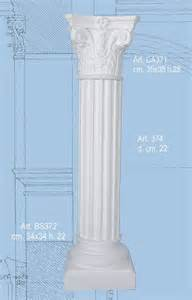 Art. CA371
cm. 35x35 h.28
Art. 374
d. cm. 22
Art. BS372
cm. 34x34 h. 22